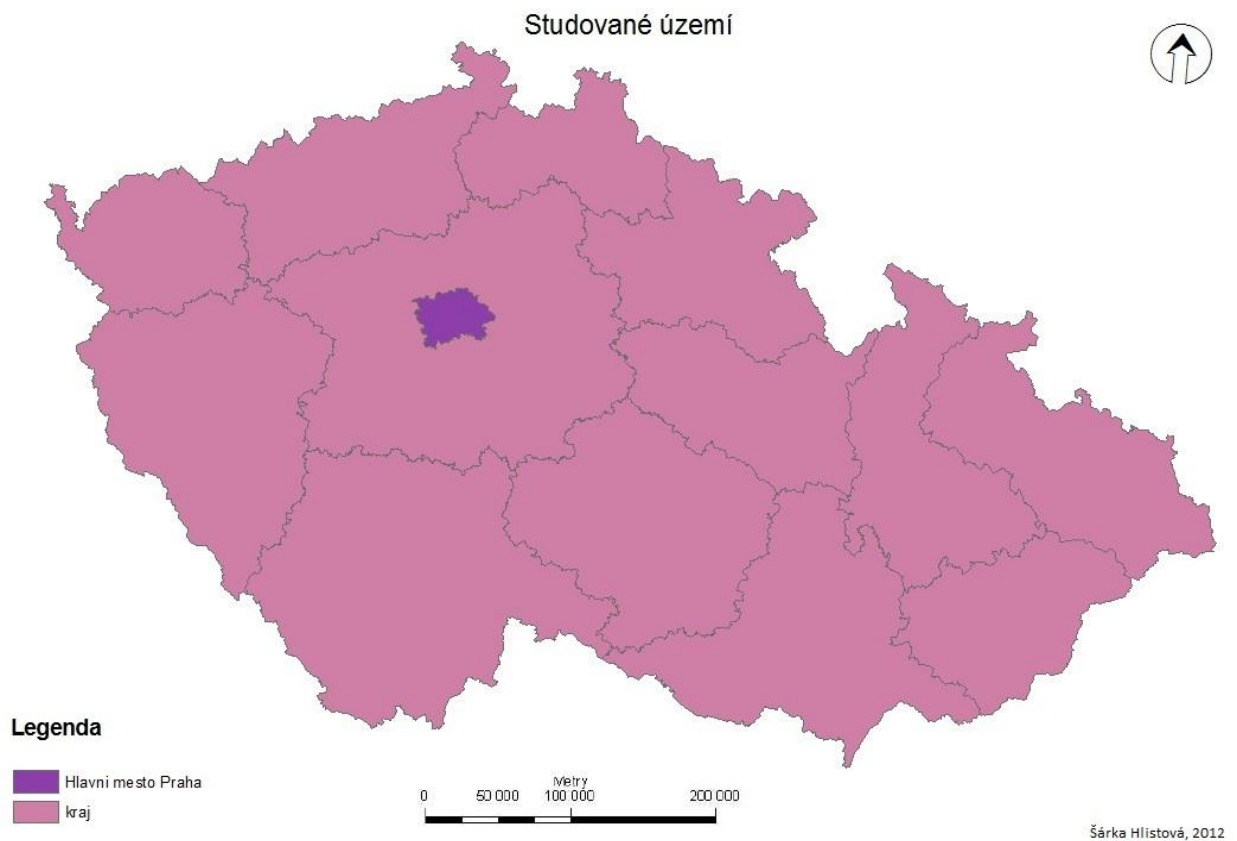 Studované území
Legenda
Hlavni mesto Praha
kraj
Metry
0 50 000 100 000 200 000
Šárka Hlistová, 2012